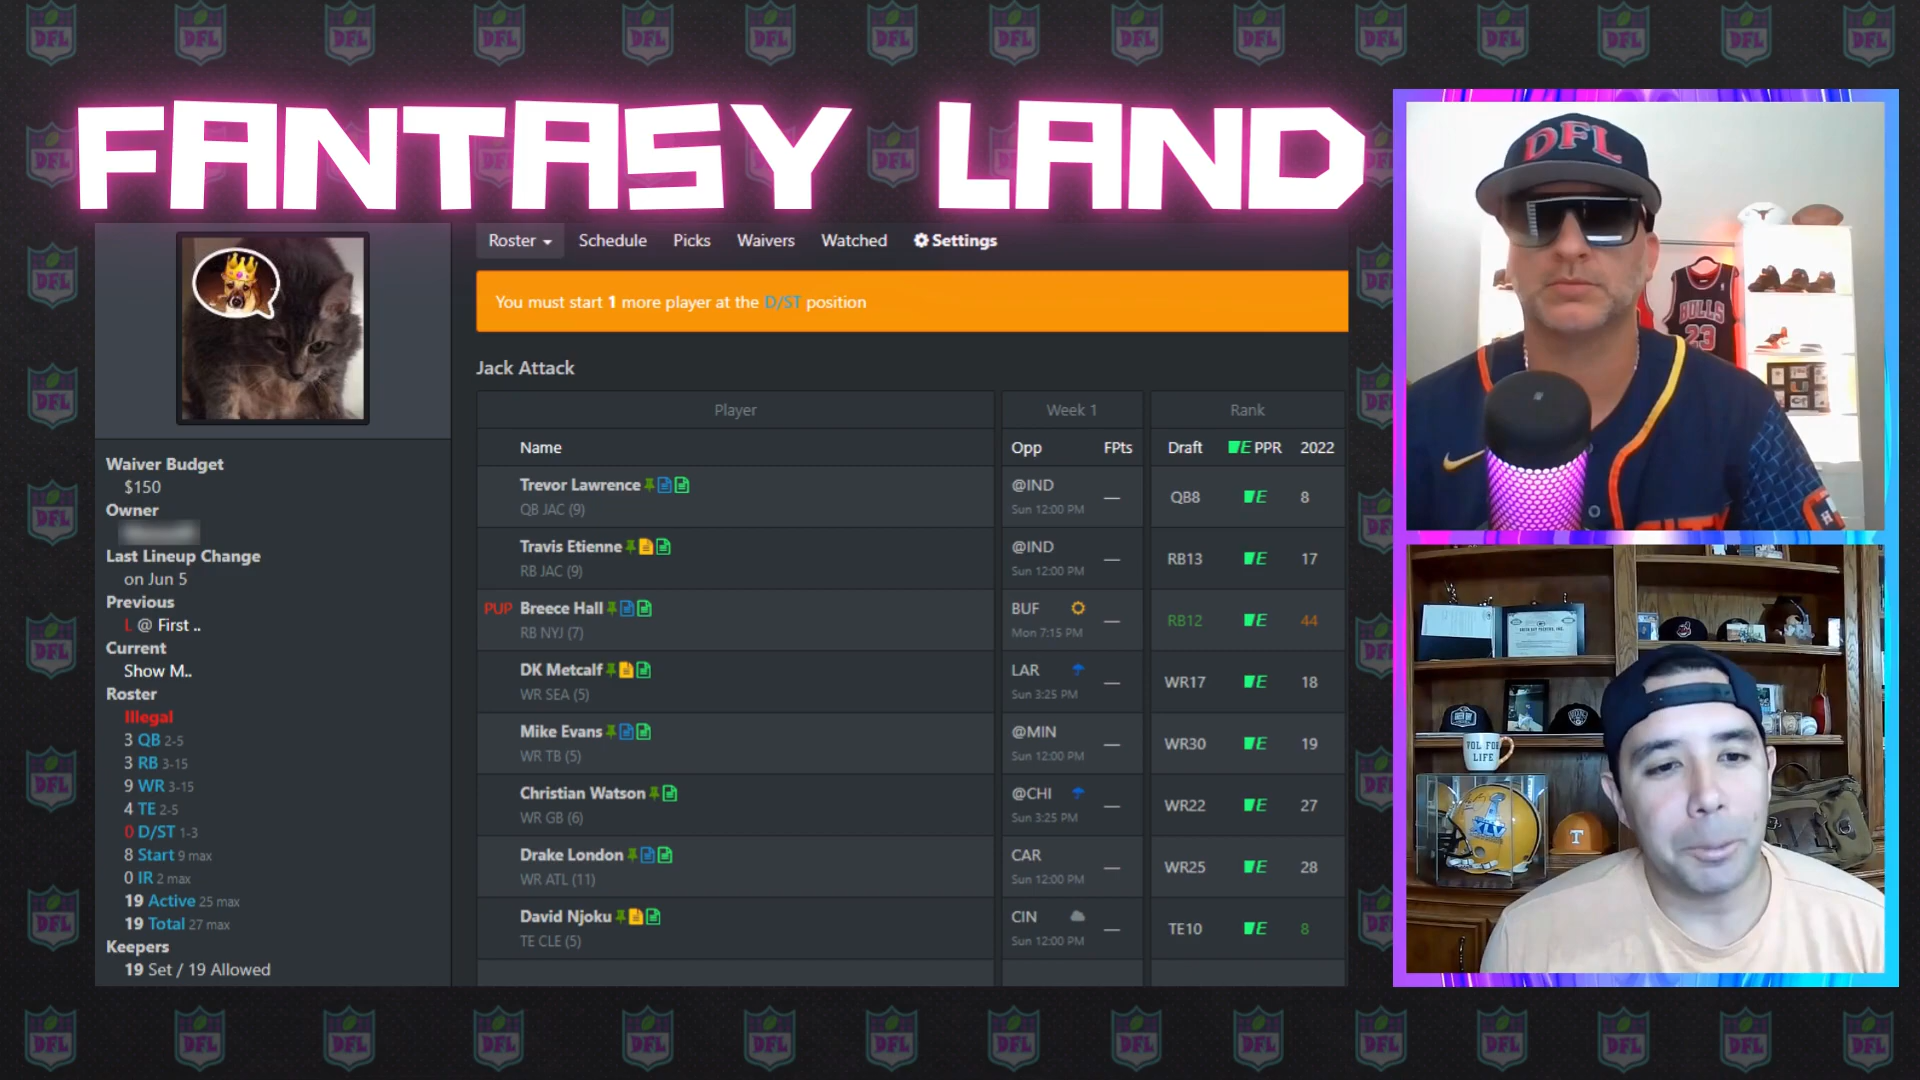 FANTASY LAND
Roster Schedule Picks Waivers Watched Settings
You must start 1 more player at the D/ST position
Jack Attack
Waiver Budget
$150
Owner
Last Lineup Change
on Jun 5
Previous
L @ First ..
Current
Show M..
Roster
Illegal
3 QB 2-5
3 RB 3-15
9 WR 3-15
4 TE 2-5
0 D/ST 1-3
8 Start 9 max
0 IR 2 max
19 Active 25 max
19 Total 27 max
Keepers
19 Set / 19 Allowed
Player Week 1 Rank
Name Opp FPts Draft PPR 2022
Trevor Lawrence @IND — QB8 8
QB JAC (9) Sun 12:00 PM
Travis Etienne @IND — RB13 17
RB JAC (9) Sun 12:00 PM
PUP Breece Hall BUF — RB12 44
RB NYJ (7) Mon 7:15 PM
DK Metcalf LAR — WR17 18
WR SEA (5) Sun 3:25 PM
Mike Evans @MIN — WR30 19
WR TB (5) Sun 12:00 PM
Christian Watson @CHI — WR22 27
WR GB (6) Sun 3:25 PM
Drake London CAR — WR25 28
WR ATL (11) Sun 12:00 PM
David Njoku CIN — TE10 8
TE CLE (5) Sun 12:00 PM
DFL
BULLS
23
VOL FOR
LIFE
XLV
T